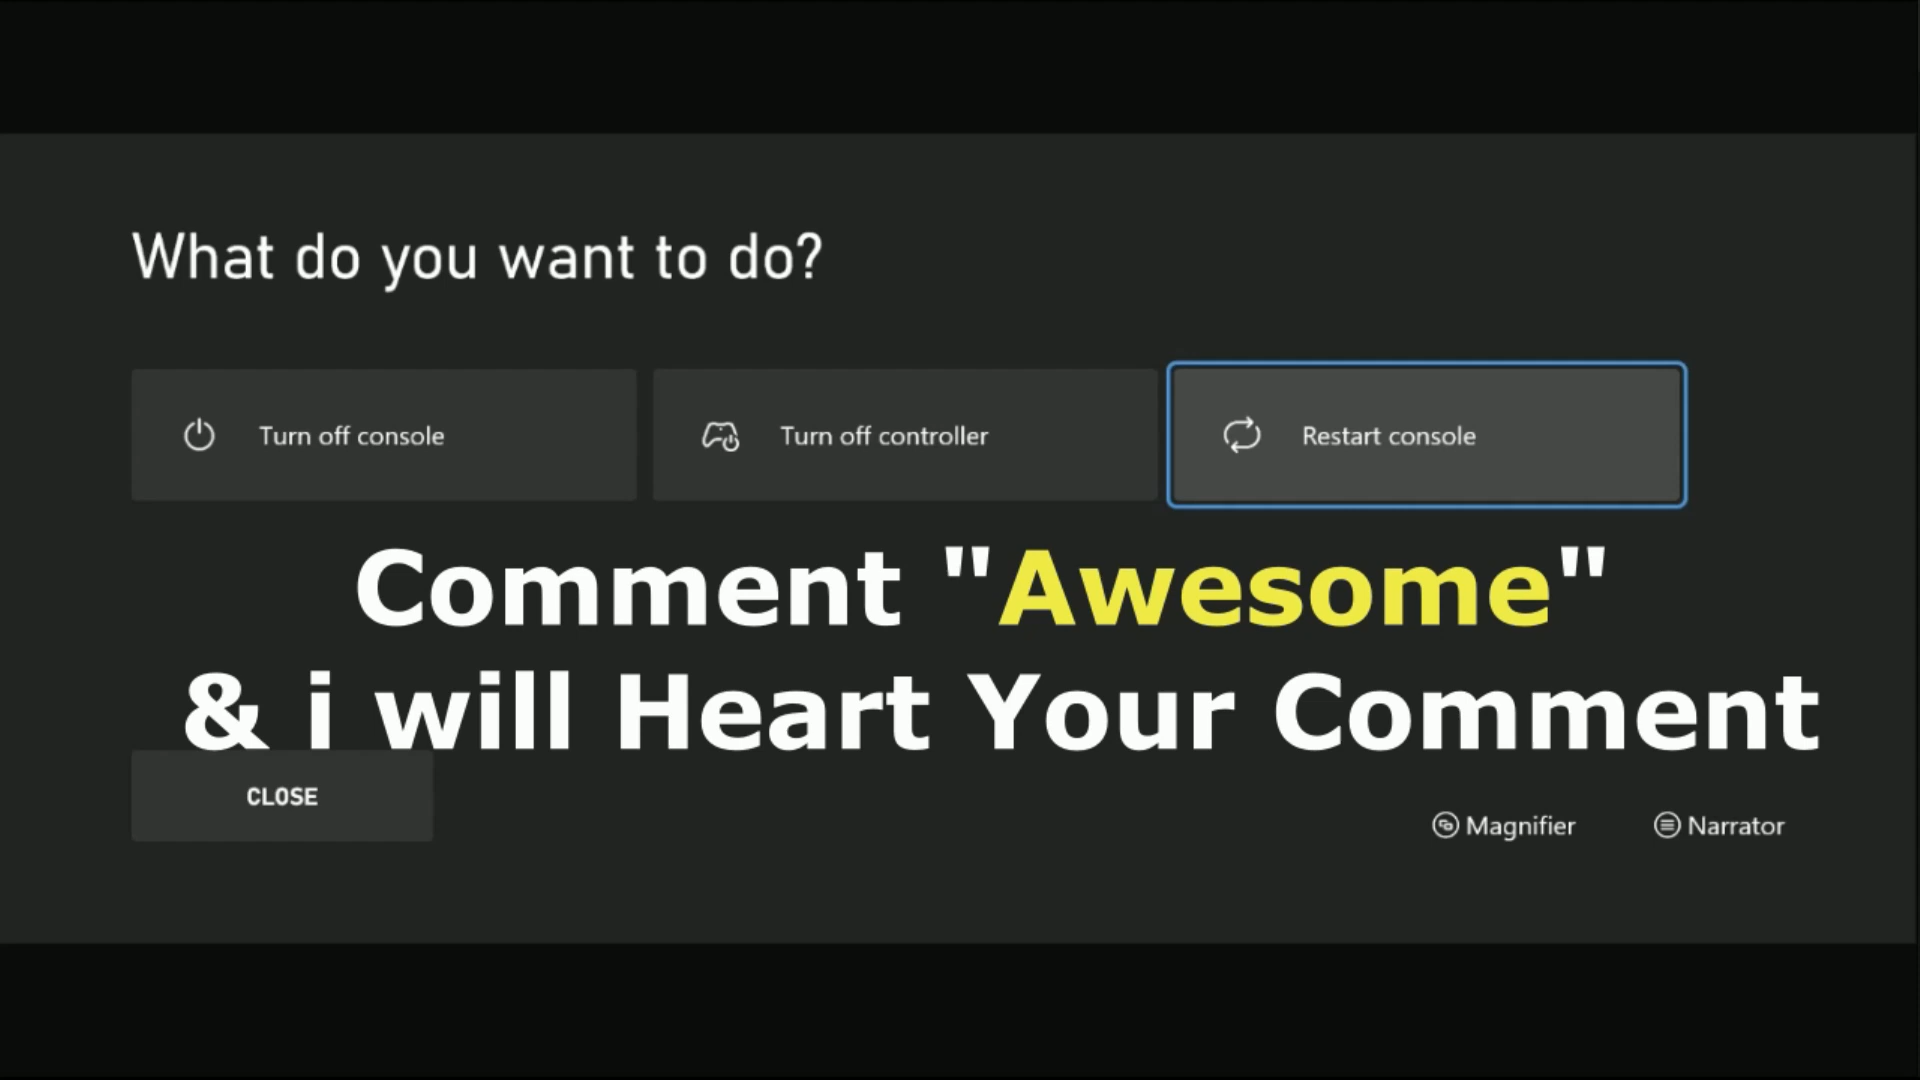 What do you want to do?
Turn off console
Turn off controller
Restart console
Comment "Awesome"
& i will Heart Your Comment
CLOSE
Magnifier
Narrator